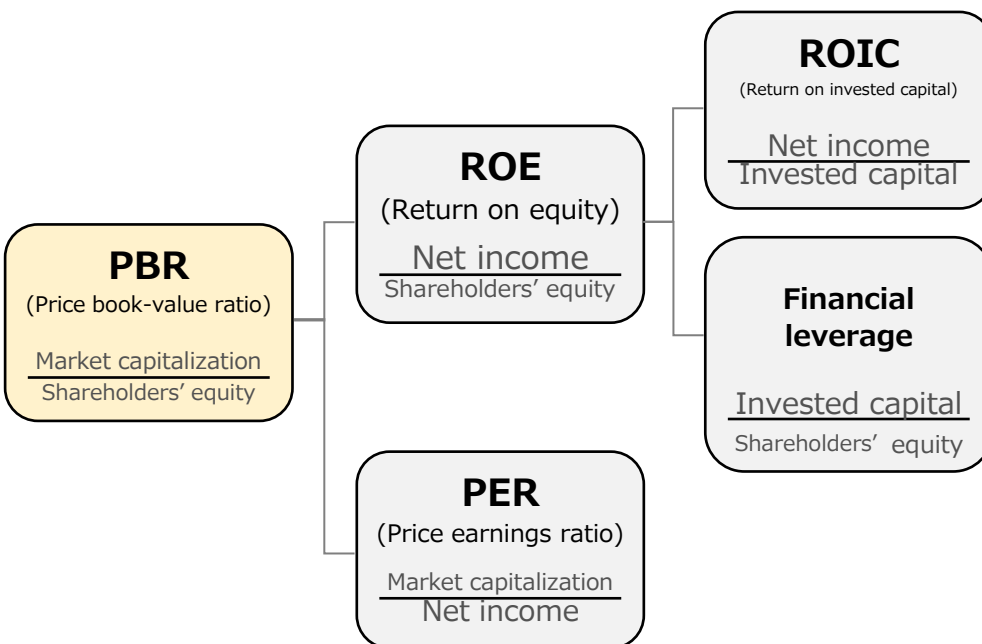 PBR
(Price book-value ratio)
Market capitalization
Shareholders’ equity
ROE
(Return on equity)
Net income
Shareholders’ equity
PER
(Price earnings ratio)
Market capitalization
Net income
ROIC
(Return on invested capital)
Net income
Invested capital
Financial
leverage
Invested capital
Shareholders’ equity